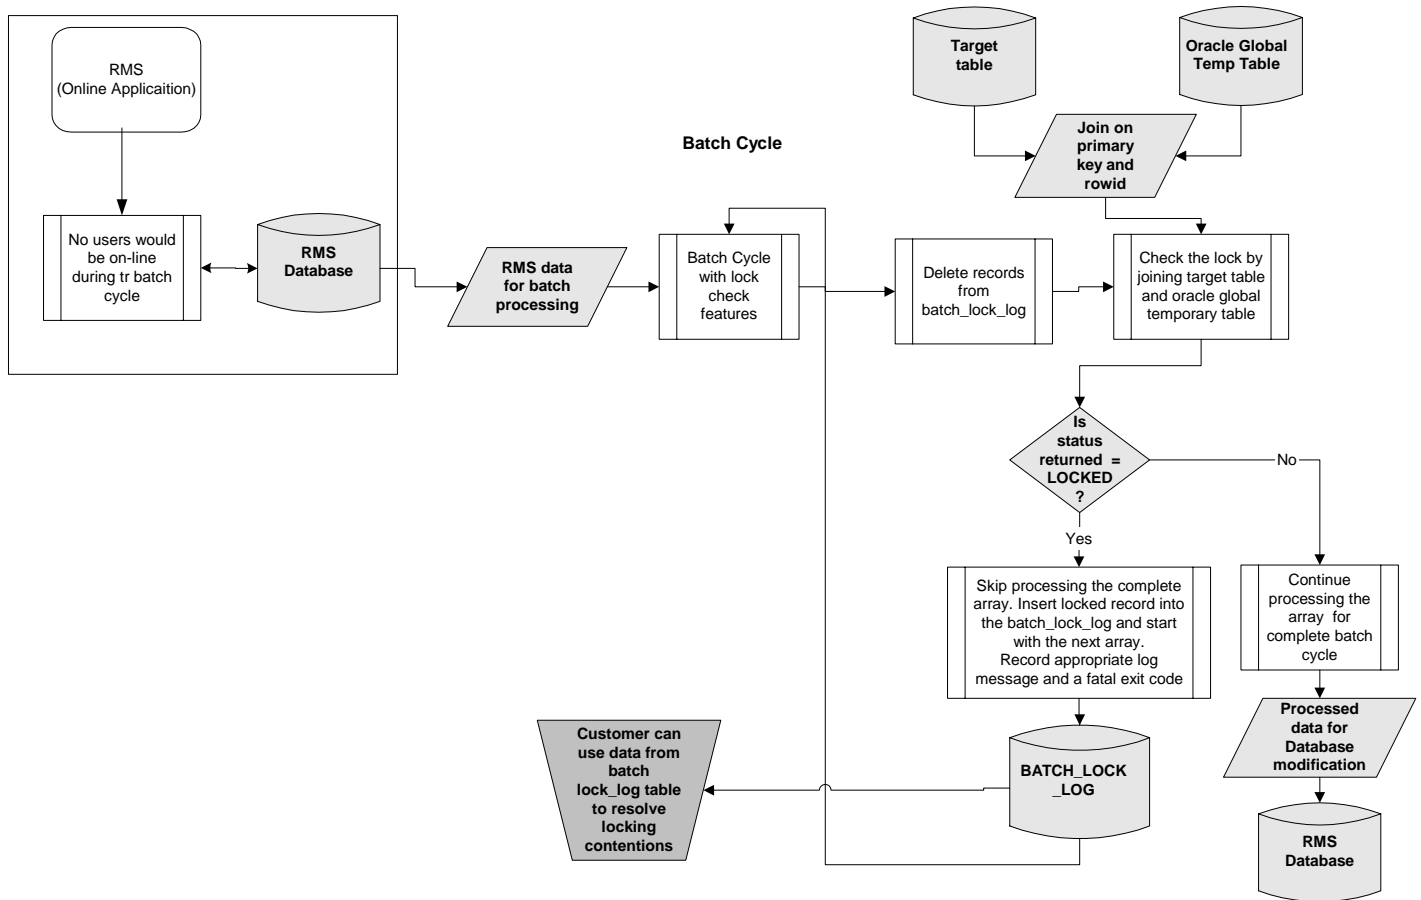 RMS
(Online Applicaition)
No users would
be on-line
during tr batch
cycle
RMS
Database
RMS data
for batch
processing
Batch Cycle
Batch Cycle
with lock
check
features
Delete records
from
batch_lock_log
Target
table
Oracle Global
Temp Table
Join on
primary
key and
rowid
Check the lock by
joining target table
and oracle global
temporary table
Is
status
returned =
LOCKED
?
No
Yes
Skip processing the complete
array. Insert locked record into
the batch_lock_log and start
with the next array.
Record appropriate log
message and a fatal exit code
Continue
processing the
array for
complete batch
cycle
Processed
data for
Database
modification
RMS
Database
BATCH_LOCK
_LOG
Customer can
use data from
batch
lock_log table
to resolve
locking
contentions